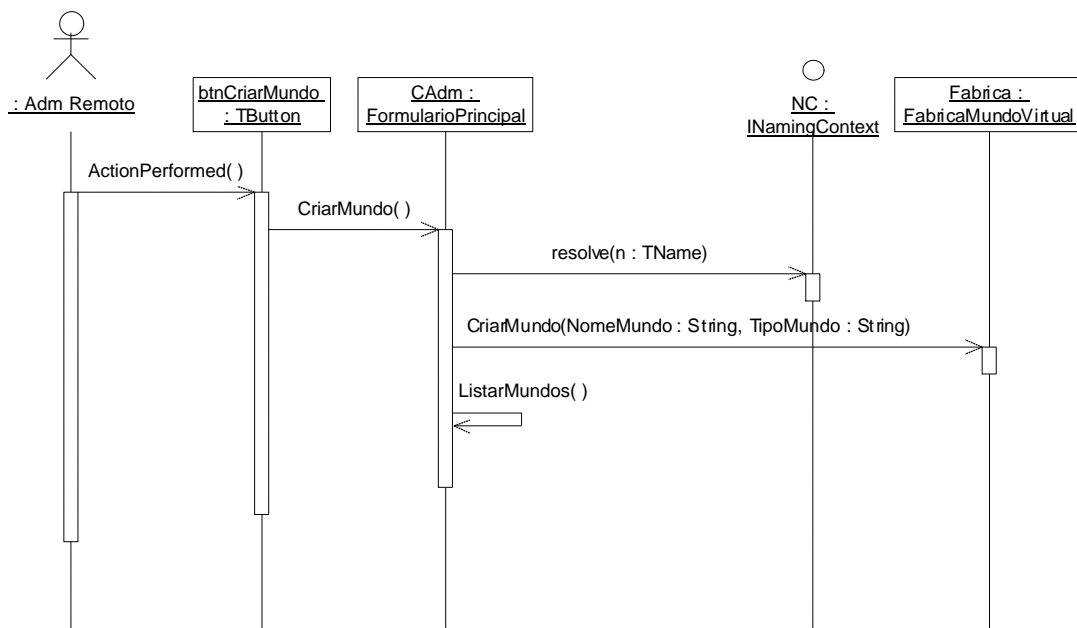 : Adm Remoto
btnCriarMundo
: TButton
CAdm :
FormularioPrincipal
NC :
INamingContext
Fabrica :
FabricaMundoVirtual
ActionPerformed( )
CriarMundo( )
resolve(n : TName)
CriarMundo(NomeMundo : String, TipoMundo : String)
ListarMundos( )